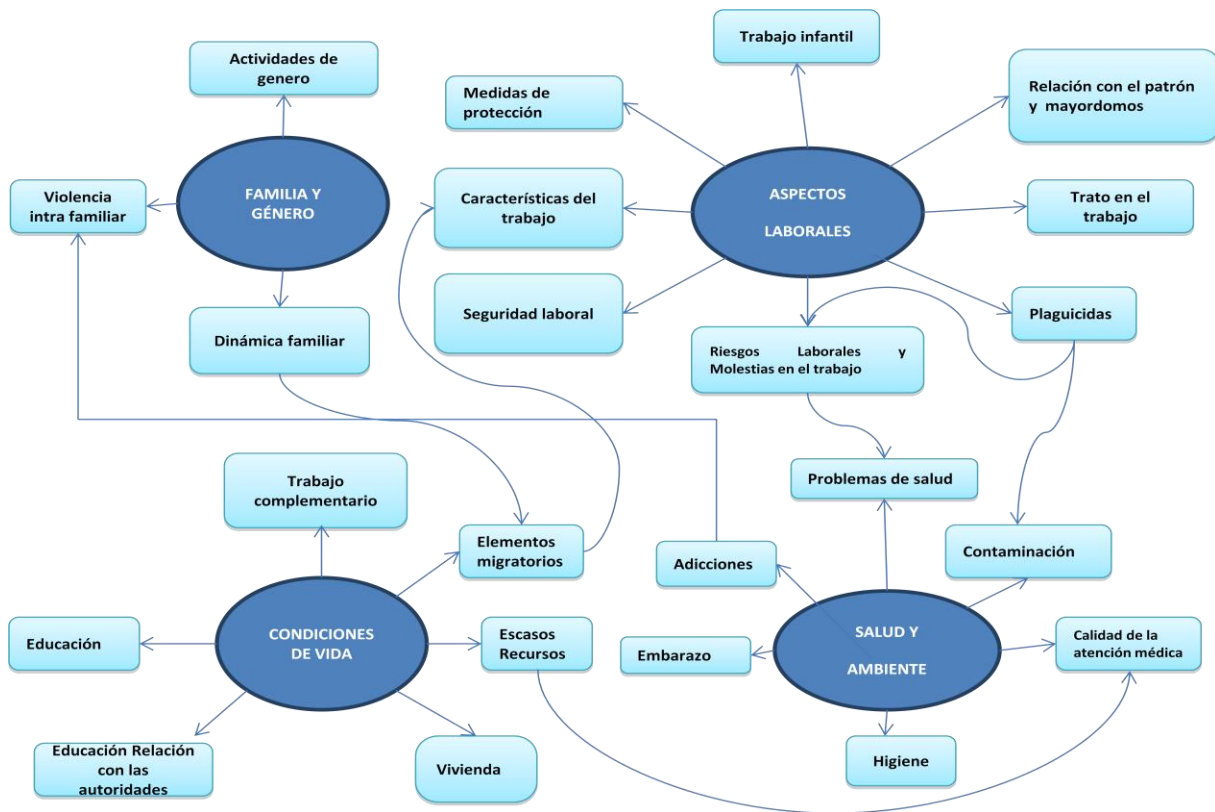 Trabajo infantil
Actividades de
genero
Medidas de
protección
Relación con el patrón
y mayordomos
Violencia
intra familiar
FAMILIA Y
GÉNERO
Características del
trabajo
ASPECTOS
LABORALES
Trato en el
trabajo
Seguridad laboral
Plaguicidas
Dinámica familiar
Riesgos Laborales y
Molestias en el trabajo
Trabajo
complementario
Problemas de salud
Elementos
migratorios
Adicciones
Contaminación
Educación
CONDICIONES
DE VIDA
Escasos
Recursos
Embarazo
SALUD Y
AMBIENTE
Calidad de la
atención médica
Educación Relación
con las
autoridades
Vivienda
Higiene